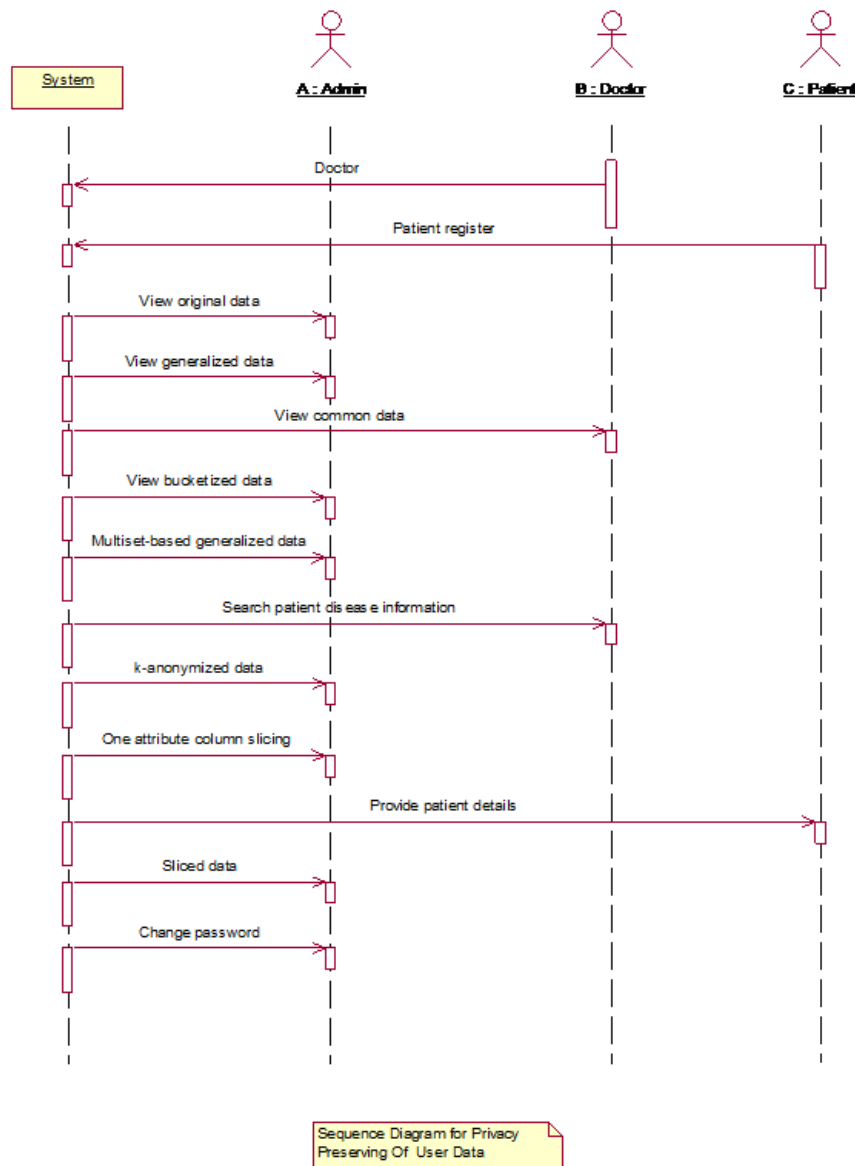 System
A : Admin
B : Doctor
C : Patient
Doctor
Patient register
View original data
View generalized data
View common data
View bucketized data
Multiset-based generalized data
Search patient disease information
k-anonymized data
One attribute column slicing
Provide patient details
Sliced data
Change password
Sequence Diagram for Privacy
Preserving Of User Data